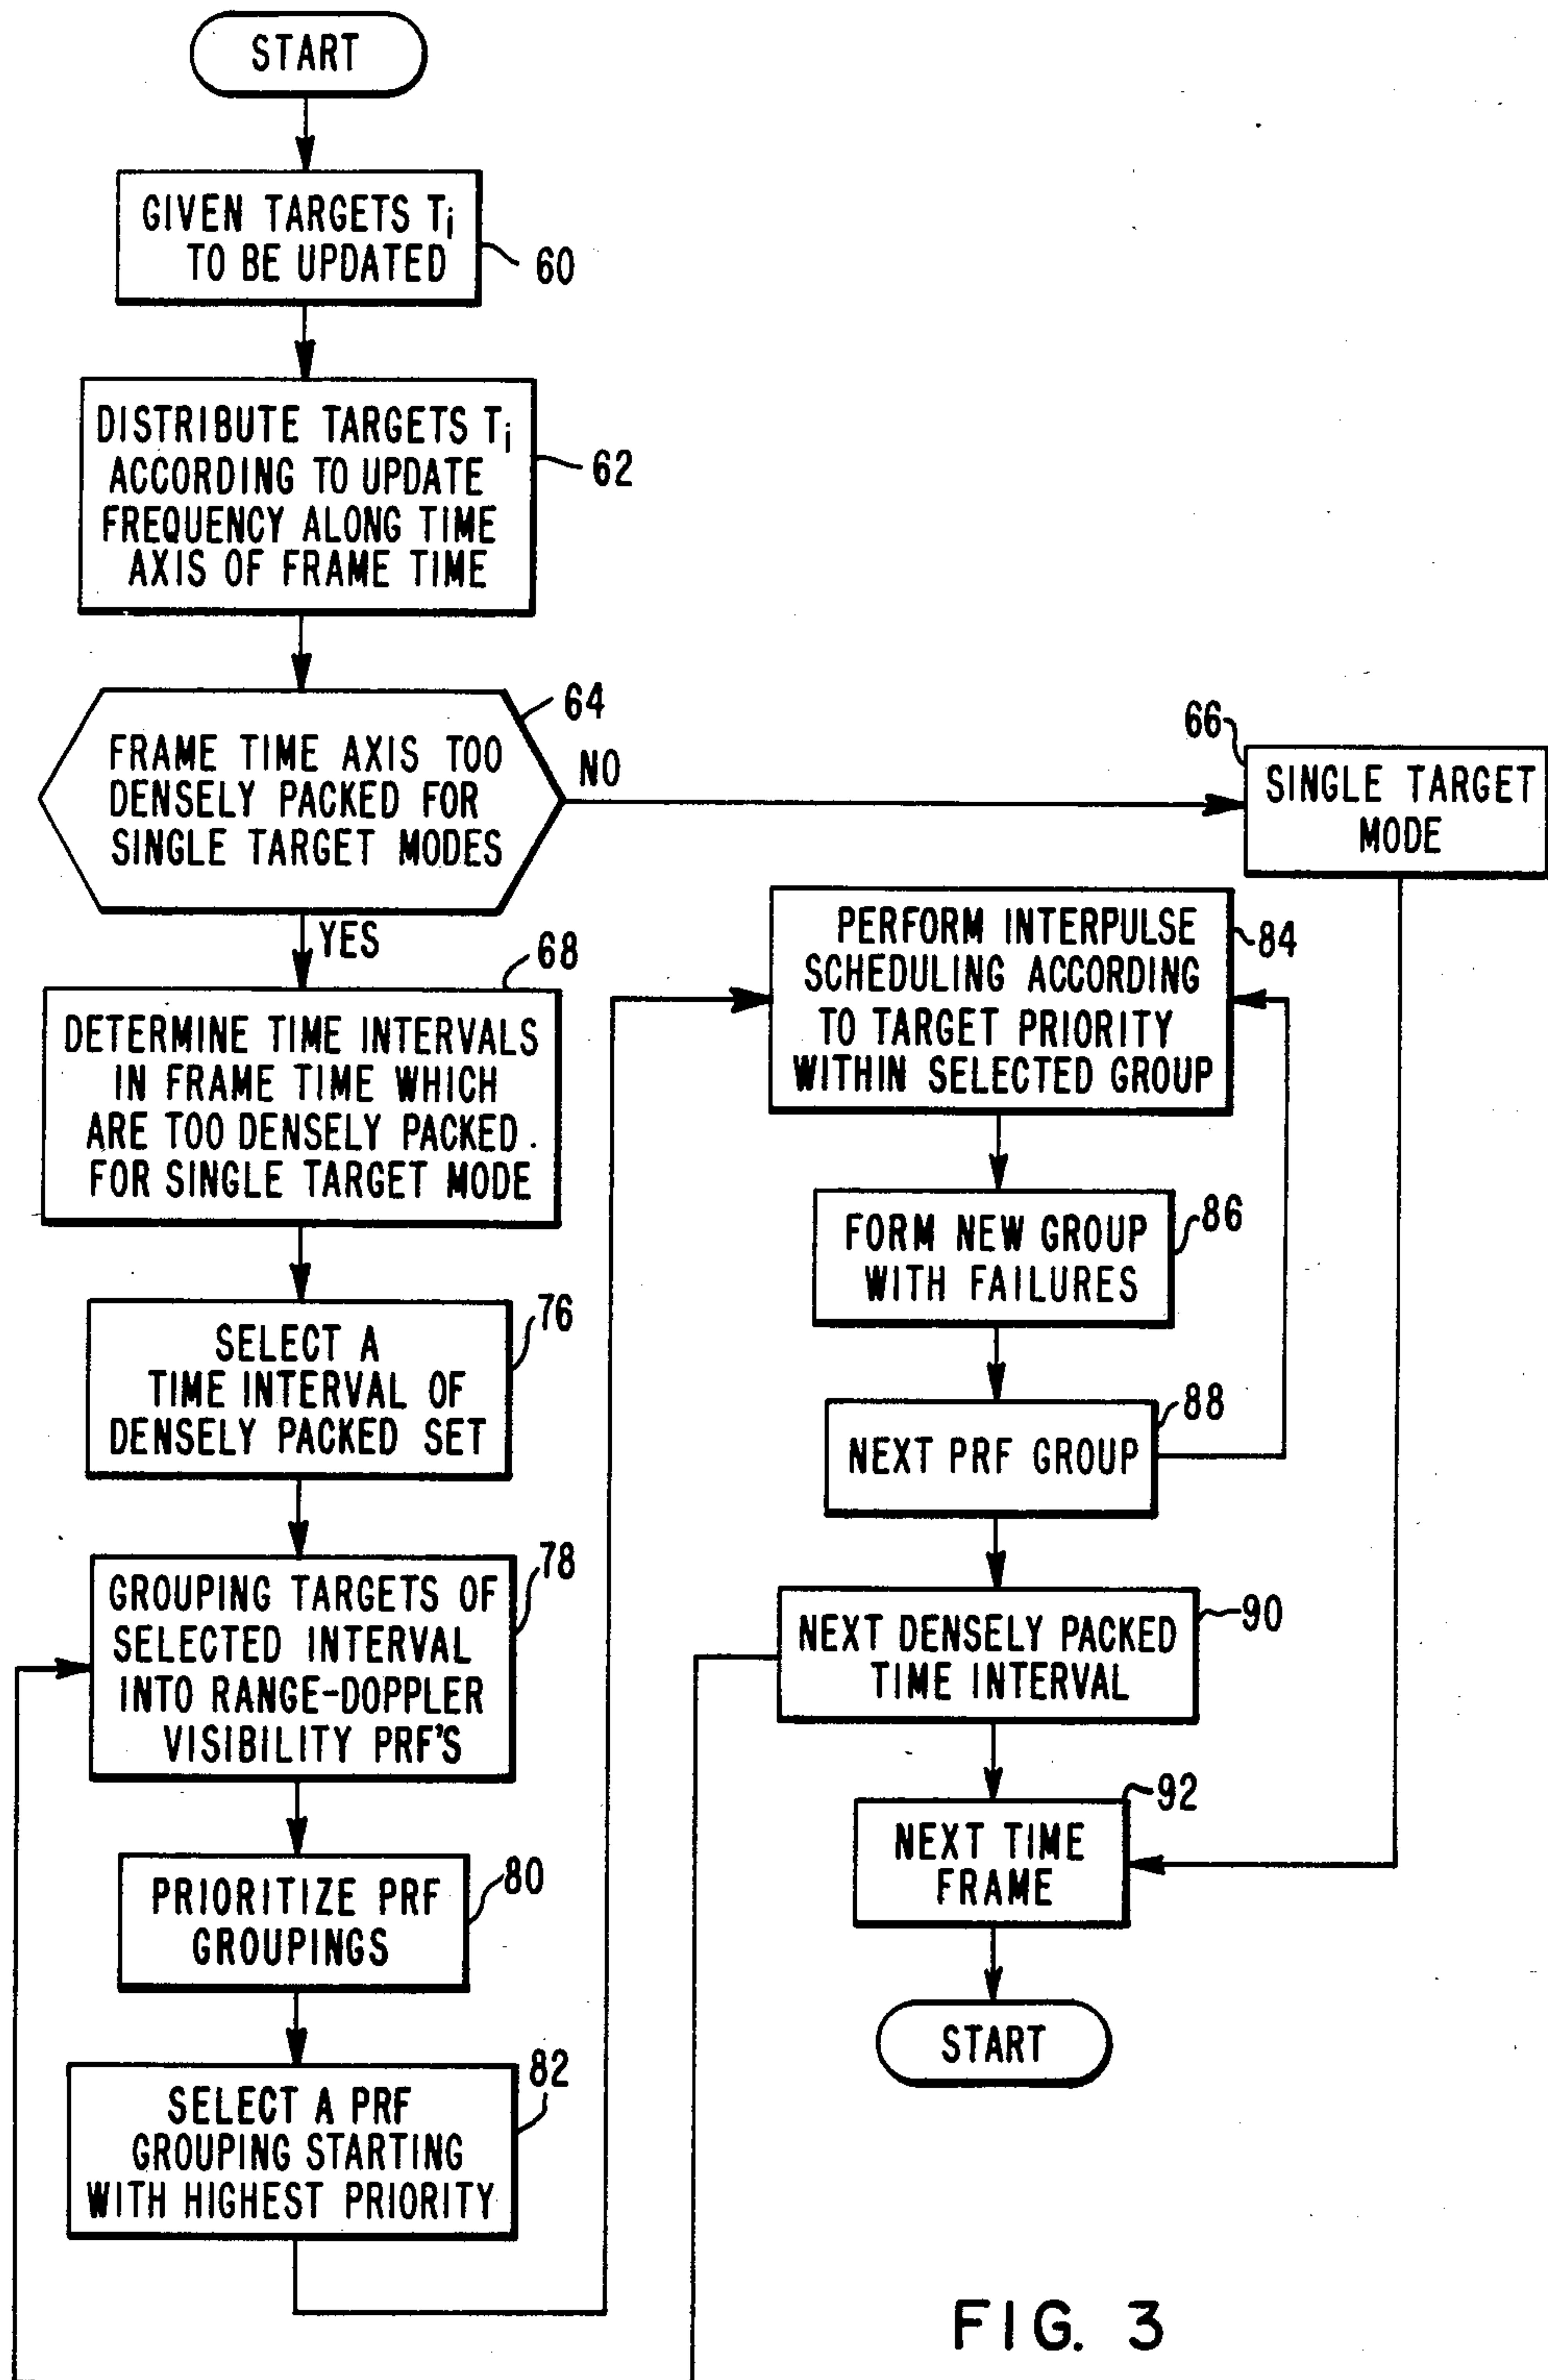 START
GIVEN TARGETS Ti
TO BE UPDATED
60
DISTRIBUTE TARGETS Ti
ACCORDING TO UPDATE
FREQUENCY ALONG TIME
AXIS OF FRAME TIME
62
FRAME TIME AXIS TOO
DENSELY PACKED FOR
SINGLE TARGET MODES
64
NO
YES
66
SINGLE TARGET
MODE
DETERMINE TIME INTERVALS
IN FRAME TIME WHICH
ARE TOO DENSELY PACKED
FOR SINGLE TARGET MODE
68
SELECT A
TIME INTERVAL OF
DENSELY PACKED SET
76
GROUPING TARGETS OF
SELECTED INTERVAL
INTO RANGE-DOPPLER
VISIBILITY PRF'S
78
PRIORITIZE PRF
GROUPINGS
80
SELECT A PRF
GROUPING STARTING
WITH HIGHEST PRIORITY
82
PERFORM INTERPULSE
SCHEDULING ACCORDING
TO TARGET PRIORITY
WITHIN SELECTED GROUP
84
FORM NEW GROUP
WITH FAILURES
86
NEXT PRF GROUP
88
NEXT DENSELY PACKED
TIME INTERVAL
90
NEXT TIME
FRAME
92
START
FIG. 3